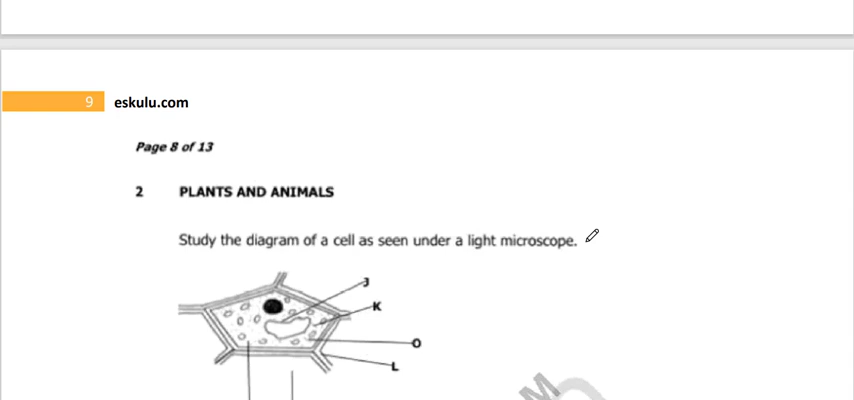 9 eskulu.com
Page 8 of 13
2 PLANTS AND ANIMALS
Study the diagram of a cell as seen under a light microscope.
J
K
O
L
M